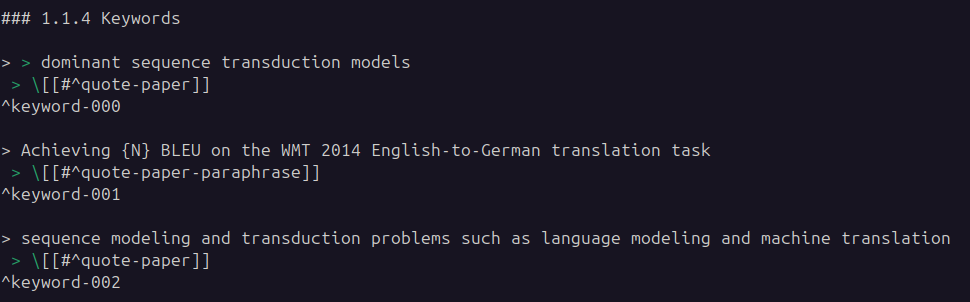 ### 1.1.4 Keywords
> > dominant sequence transduction models
> \[[#^quote-paper]]
^keyword-000
> Achieving {N} BLEU on the WMT 2014 English-to-German translation task
> \[[#^quote-paper-paraphrase]]
^keyword-001
> sequence modeling and transduction problems such as language modeling and machine translation
> \[[#^quote-paper]]
^keyword-002